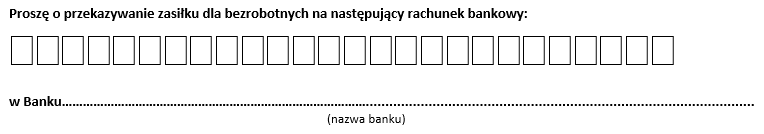 Proszę o przekazywanie zasiłku dla bezrobotnych na następujący rachunek bankowy:
w Banku...............................................................................................................................................................
(nazwa banku)